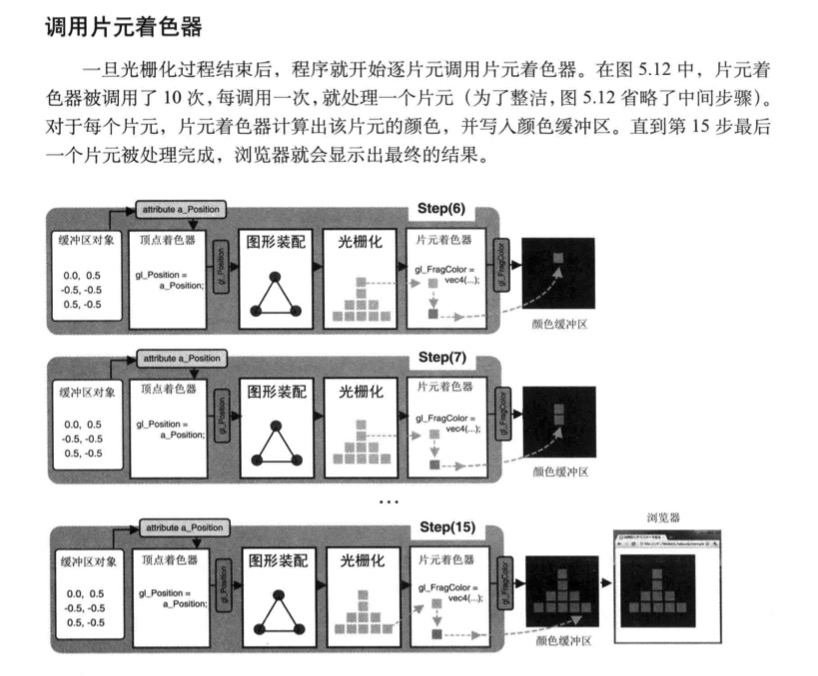 调用片元着色器
一旦光栅化过程结束后，程序就开始逐片元调用片元着色器。在图 5.12 中，片元着
色器被调用了 10 次，每调用一次，就处理一个片元（为了整洁，图 5.12 省略了中间步骤）。
对于每个片元，片元着色器计算出该片元的颜色，并写人颜色缓冲区。直到第 15 步最后
一个片元被处理完成，浏览器就会显示出最终的结果。
attribute a_Position
Step(6)
缓冲区对象
顶点着色器
图形装配
光栅化
片元着色器
gl_Position
gl_FragColor
gl_Position =
a_Position;
gl_FragColor =
vec4(...);
0.0, 0.5
-0.5, -0.5
0.5, -0.5
颜色缓冲区
attribute a_Position
Step(7)
缓冲区对象
顶点着色器
图形装配
光栅化
片元着色器
gl_Position
gl_FragColor
gl_Position =
a_Position;
gl_FragColor =
vec4(...);
0.0, 0.5
-0.5, -0.5
0.5, -0.5
颜色缓冲区
...
浏览器
attribute a_Position
Step(15)
缓冲区对象
顶点着色器
图形装配
光栅化
片元着色器
gl_Position
gl_FragColor
gl_Position =
a_Position;
gl_FragColor =
vec4(...);
0.0, 0.5
-0.5, -0.5
0.5, -0.5
颜色缓冲区